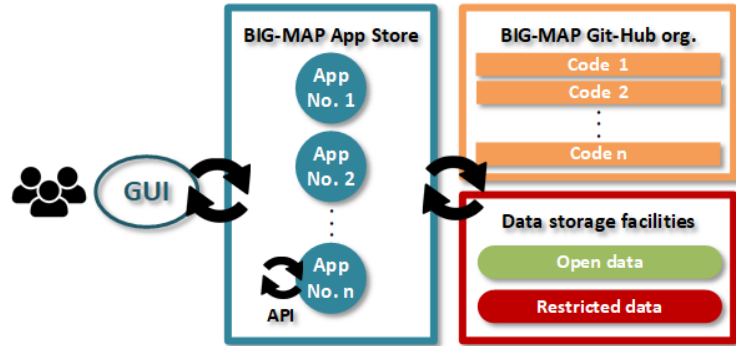 GUI
BIG-MAP App Store
App
No. 1
App
No. 2
App
No. n
API
BIG-MAP Git-Hub org.
Code 1
Code 2
Code n
Data storage facilities
Open data
Restricted data